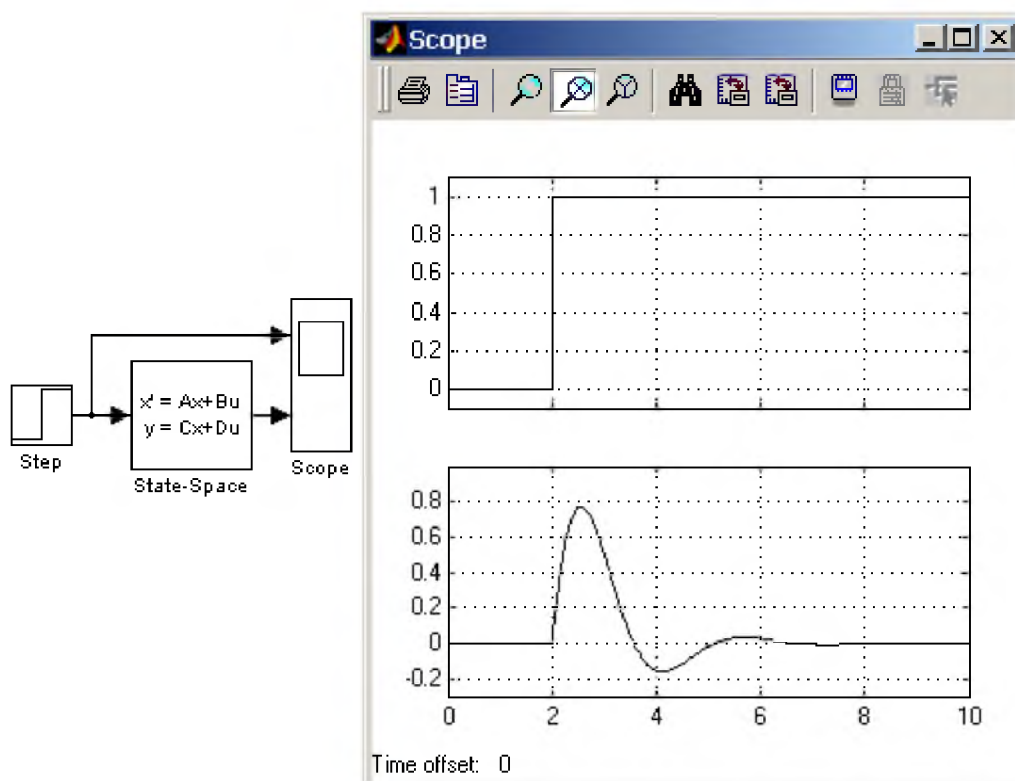 Scope
1
0.8
0.6
0.4
0.2
0
0.8
0.6
0.4
0.2
0
-0.2
0 2 4 6 8 10
Time offset: 0
Step
x' = Ax+Bu
y = Cx+Du
State-Space
Scope